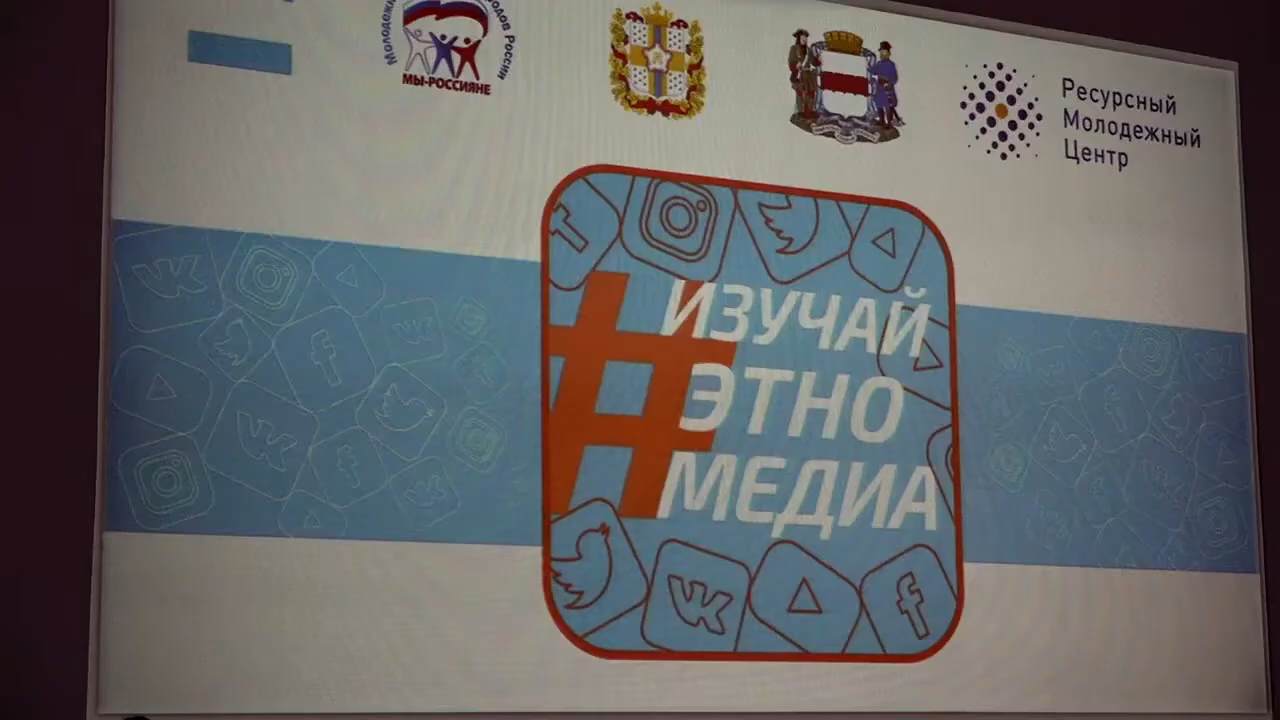 МЫ-РОССИЯНЕ
Ресурсный
Молодежный
Центр
#ИЗУЧАЙ
ЭТНО
МЕДИА